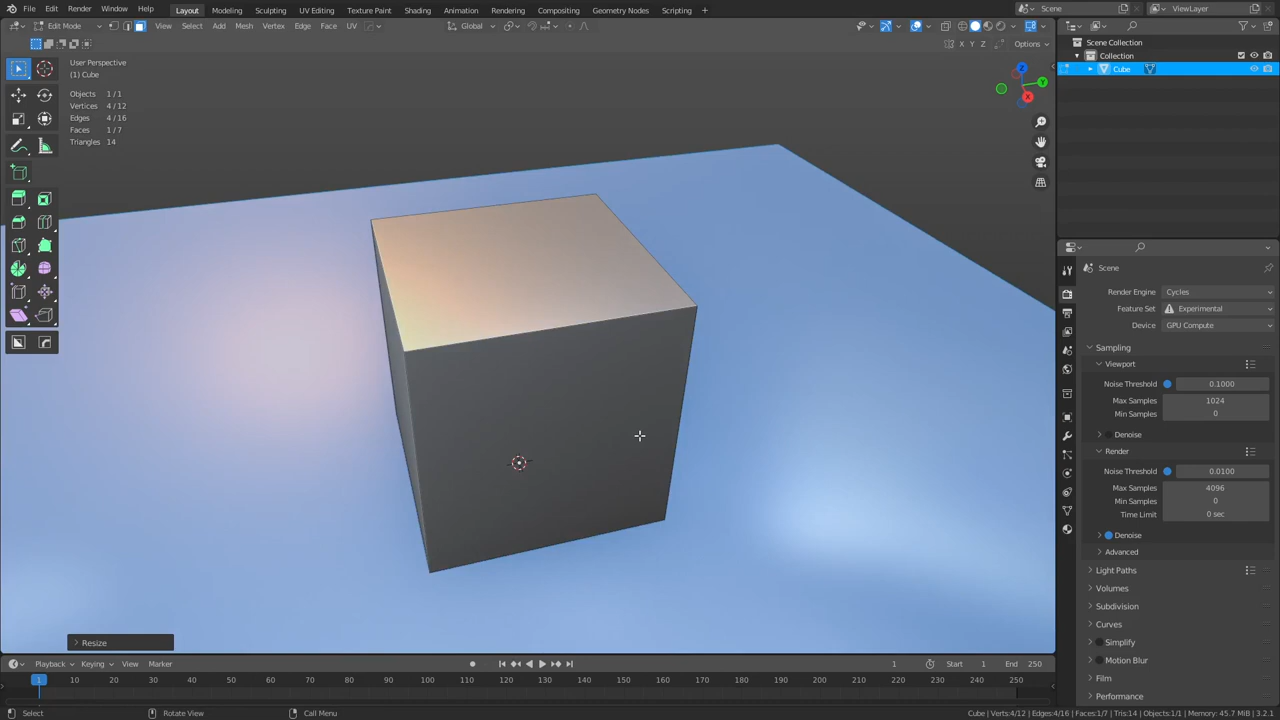 File Edit Render Window Help Layout Modeling Sculpting UV Editing Texture Paint Shading Animation Rendering Compositing Geometry Nodes Scripting + Scene ViewLayer
Edit Mode View Select Add Mesh Vertex Edge Face UV Global
X Y Z Options
User Perspective
(1) Cube
Objects 1 / 1
Vertices 4 / 12
Edges 4 / 16
Faces 1 / 7
Triangles 14
Z
Y
X
Resize
Scene Collection
Collection
Cube
Scene
Render Engine Cycles
Feature Set Experimental
Device GPU Compute
Sampling
Viewport
Noise Threshold 0.1000
Max Samples 1024
Min Samples 0
Denoise
Render
Noise Threshold 0.0100
Max Samples 4096
Min Samples 0
Time Limit 0 sec
Denoise
Advanced
Light Paths
Volumes
Subdivision
Curves
Simplify
Motion Blur
Film
Performance
Playback Keying View Marker 1 Start 1 End 250
1 10 20 30 40 50 60 70 80 90 100 110 120 130 140 150 160 170 180 190 200 210 220 230 240 250
Select Rotate View Call Menu Cube | Verts:4/12 | Edges:4/16 | Faces:1/7 | Tris:14 | Objects:1/1 | Memory: 45.7 MiB | 3.2.1